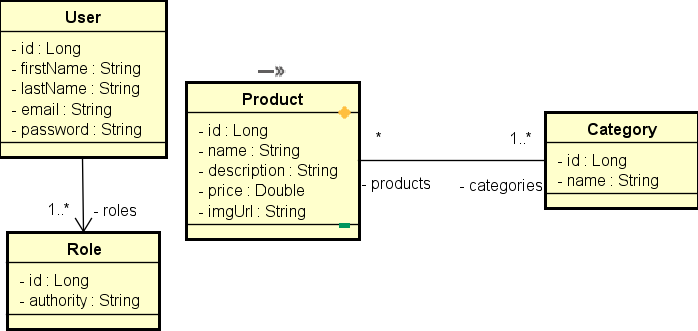 User
- id : Long
- firstName : String
- lastName : String
- email : String
- password : String
1..*
- roles
Role
- id : Long
- authority : String
Product
- id : Long
- name : String
- description : String
- price : Double
- imgUrl : String
*
- products
1..*
- categories
Category
- id : Long
- name : String